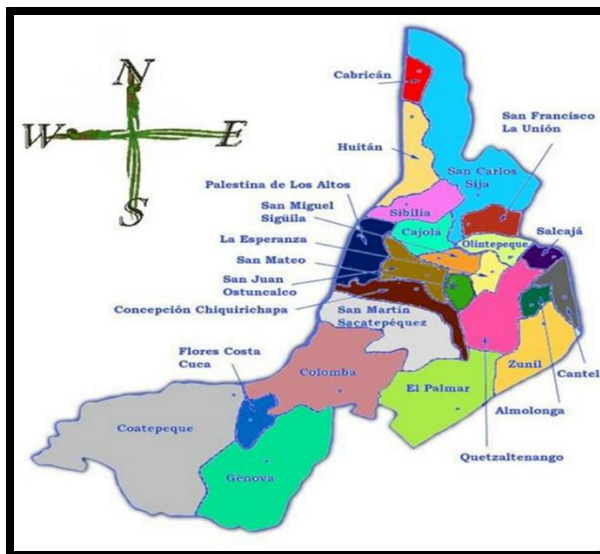 N
W
E
S
Cabricán
Huitán
San Francisco
La Unión
San Carlos
Sija
Palestina de Los Altos
San Miguel
Sigüila
Sibilia
Cajolá
Olintepeque
Salcajá
La Esperanza
San Mateo
San Juan
Ostuncalco
Concepción Chiquirichapa
San Martín
Sacatepéquez
Flores Costa
Cuca
Colomba
Zunil
Cantel
El Palmar
Almolonga
Coatepeque
Quetzaltenango
Génova